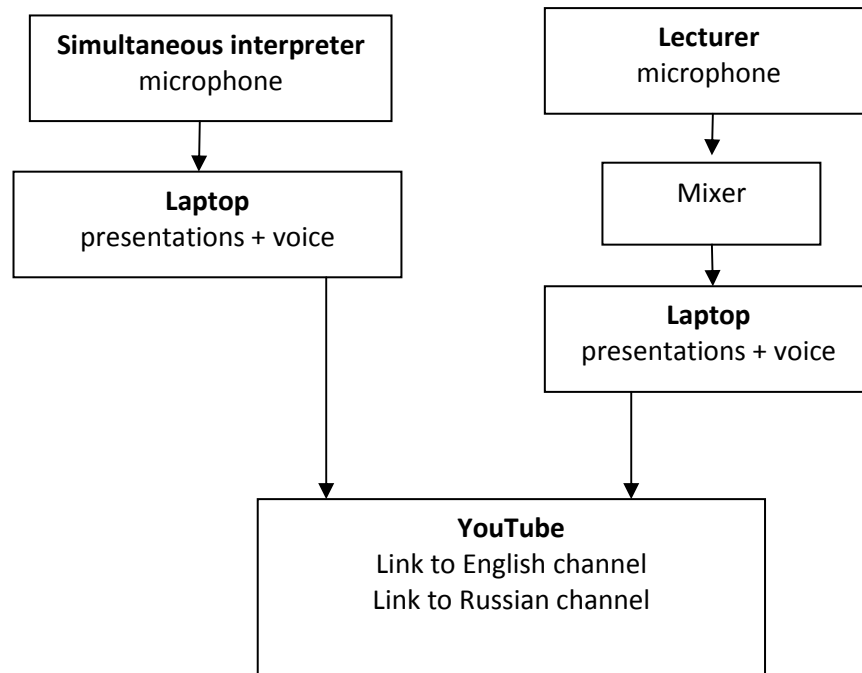 Simultaneous interpreter
microphone
Lecturer
microphone
Laptop
presentations + voice
Mixer
Laptop
presentations + voice
YouTube
Link to English channel
Link to Russian channel